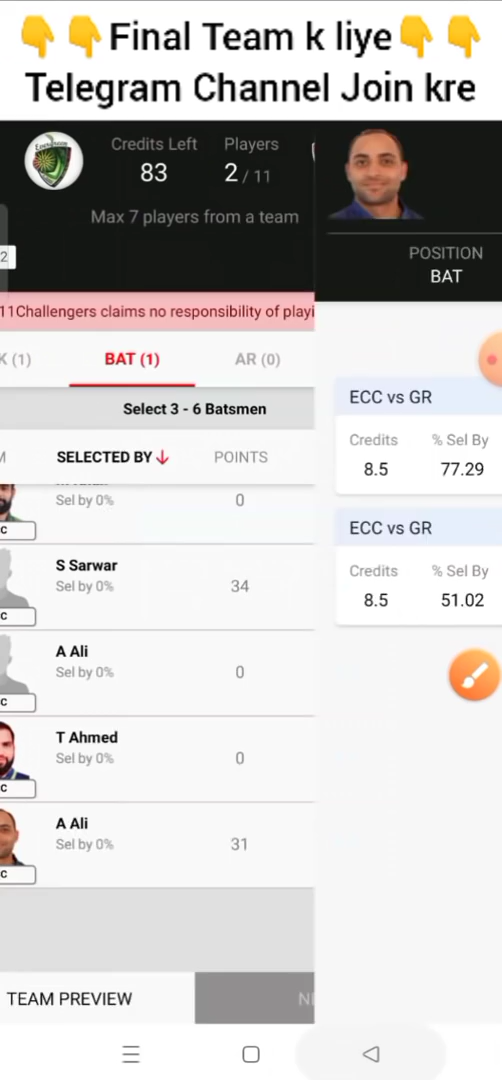 👇👇Final Team k liye👇👇
Telegram Channel Join kre
Credits Left
83
Players
2 / 11
Max 7 players from a team
2
11Challengers claims no responsibility of playi
K (1)
BAT (1)
AR (0)
Select 3 - 6 Batsmen
M
SELECTED BY ↓
POINTS
Sel by 0%
0
C
S Sarwar
Sel by 0%
34
C
A Ali
Sel by 0%
0
C
T Ahmed
Sel by 0%
0
C
A Ali
Sel by 0%
31
C
TEAM PREVIEW
POSITION
BAT
ECC vs GR
Credits
% Sel By
8.5
77.29
ECC vs GR
Credits
% Sel By
8.5
51.02